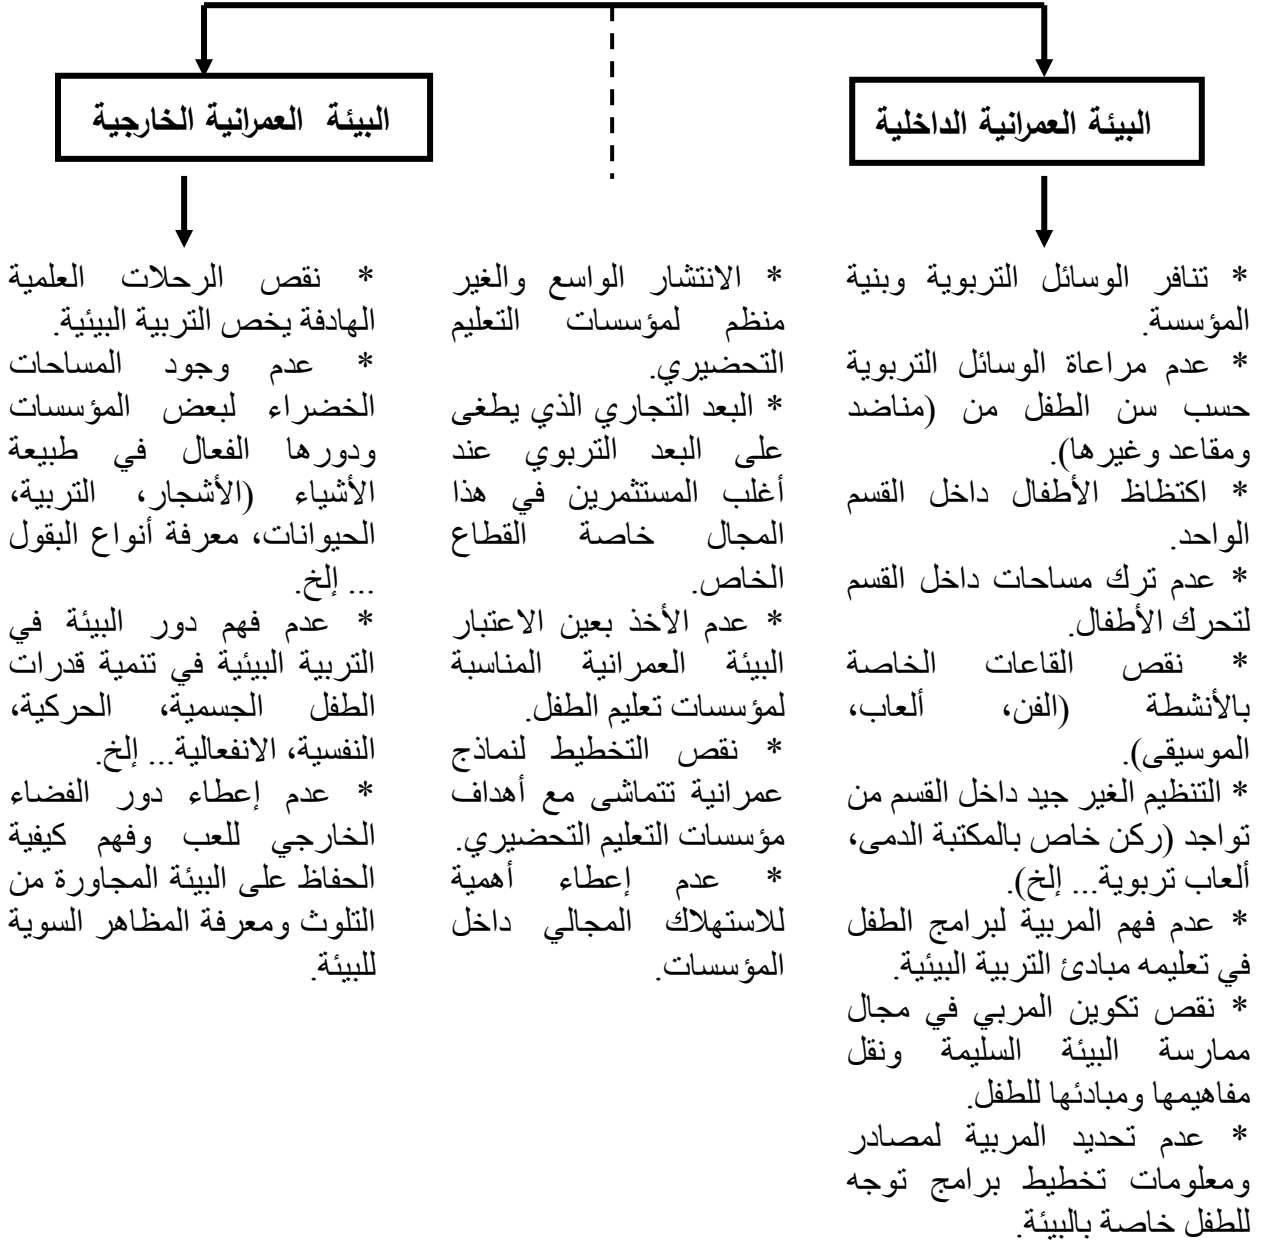 البيئة العمرانية الداخلية
البيئة العمرانية الخارجية
* تنافر الوسائل التربوية وبنية
المؤسسة.
* عدم مراعاة الوسائل التربوية
حسب سن الطفل من (مناضد
ومقاعد وغيرها).
* اكتظاظ الأطفال داخل القسم
الواحد.
* عدم ترك مساحات داخل القسم
لتحرك الأطفال.
* نقص القاعات الخاصة
بالأنشطة (الفن، ألعاب،
الموسيقى).
* التنظيم الغير جيد داخل القسم من
تواجد (ركن خاص بالمكتبة الدمى،
ألعاب تربوية... إلخ).
* عدم فهم المربية لبرامج الطفل
في تعليمه مبادئ التربية البيئية.
* نقص تكوين المربي في مجال
ممارسة البيئة السليمة ونقل
مفاهيمها ومبادئها للطفل.
* عدم تحديد المربية لمصادر
ومعلومات تخطيط برامج توجه
للطفل خاصة بالبيئة.
* الانتشار الواسع والغير
منظم لمؤسسات التعليم
التحضيري.
* البعد التجاري الذي يطغى
على البعد التربوي عند
أغلب المستثمرين في هذا
المجال خاصة القطاع
الخاص.
* عدم الأخذ بعين الاعتبار
البيئة العمرانية المناسبة
لمؤسسات تعليم الطفل.
* نقص التخطيط لنماذج
عمرانية تتماشى مع أهداف
مؤسسات التعليم التحضيري.
* عدم إعطاء أهمية
للاستهلاك المجالي داخل
المؤسسات.
* نقص الرحلات العلمية
الهادفة يخص التربية البيئية.
* عدم وجود المساحات
الخضراء لبعض المؤسسات
ودورها الفعال في طبيعة
الأشياء (الأشجار، التربية،
الحيوانات، معرفة أنواع البقول
... إلخ.
* عدم فهم دور البيئة في
التربية البيئية في تنمية قدرات
الطفل الجسمية، الحركية،
النفسية، الانفعالية... إلخ.
* عدم إعطاء دور الفضاء
الخارجي للعب وفهم كيفية
الحفاظ على البيئة المجاورة من
التلوث ومعرفة المظاهر السوية
للبيئة.